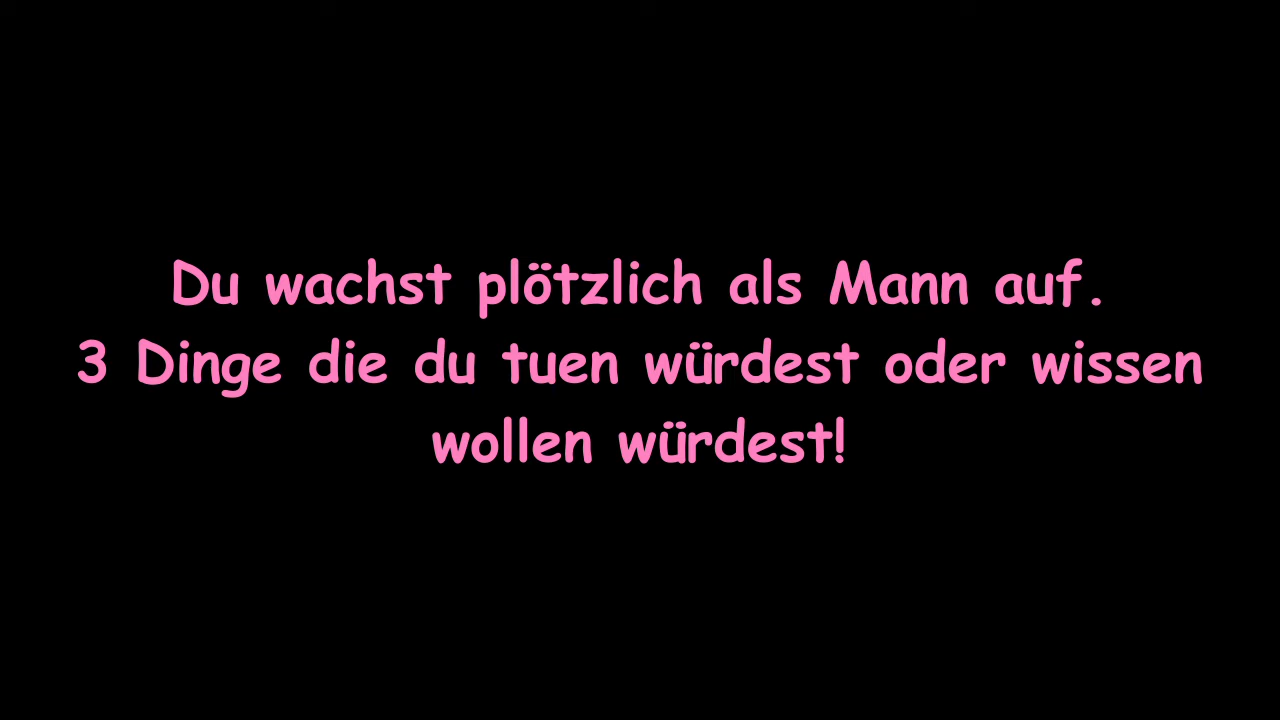 Du wachst plötzlich als Mann auf.
3 Dinge die du tuen würdest oder wissen
wollen würdest!